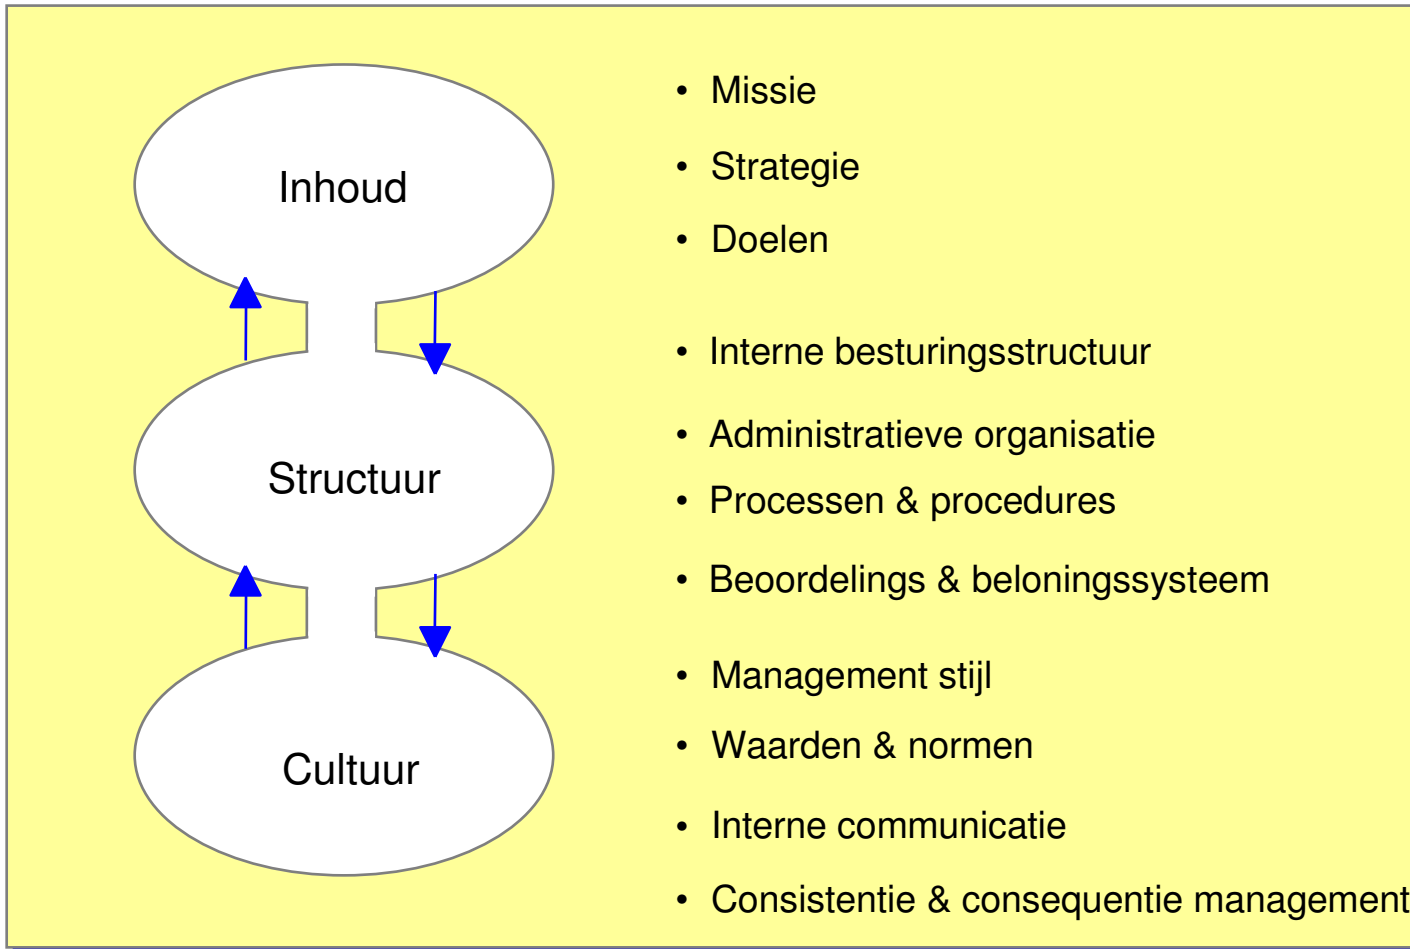 Inhoud
• Missie
• Strategie
• Doelen
Structuur
• Interne besturingsstructuur
• Administratieve organisatie
• Processen & procedures
• Beoordelings & beloningssysteem
Cultuur
• Management stijl
• Waarden & normen
• Interne communicatie
• Consistentie & consequentie management